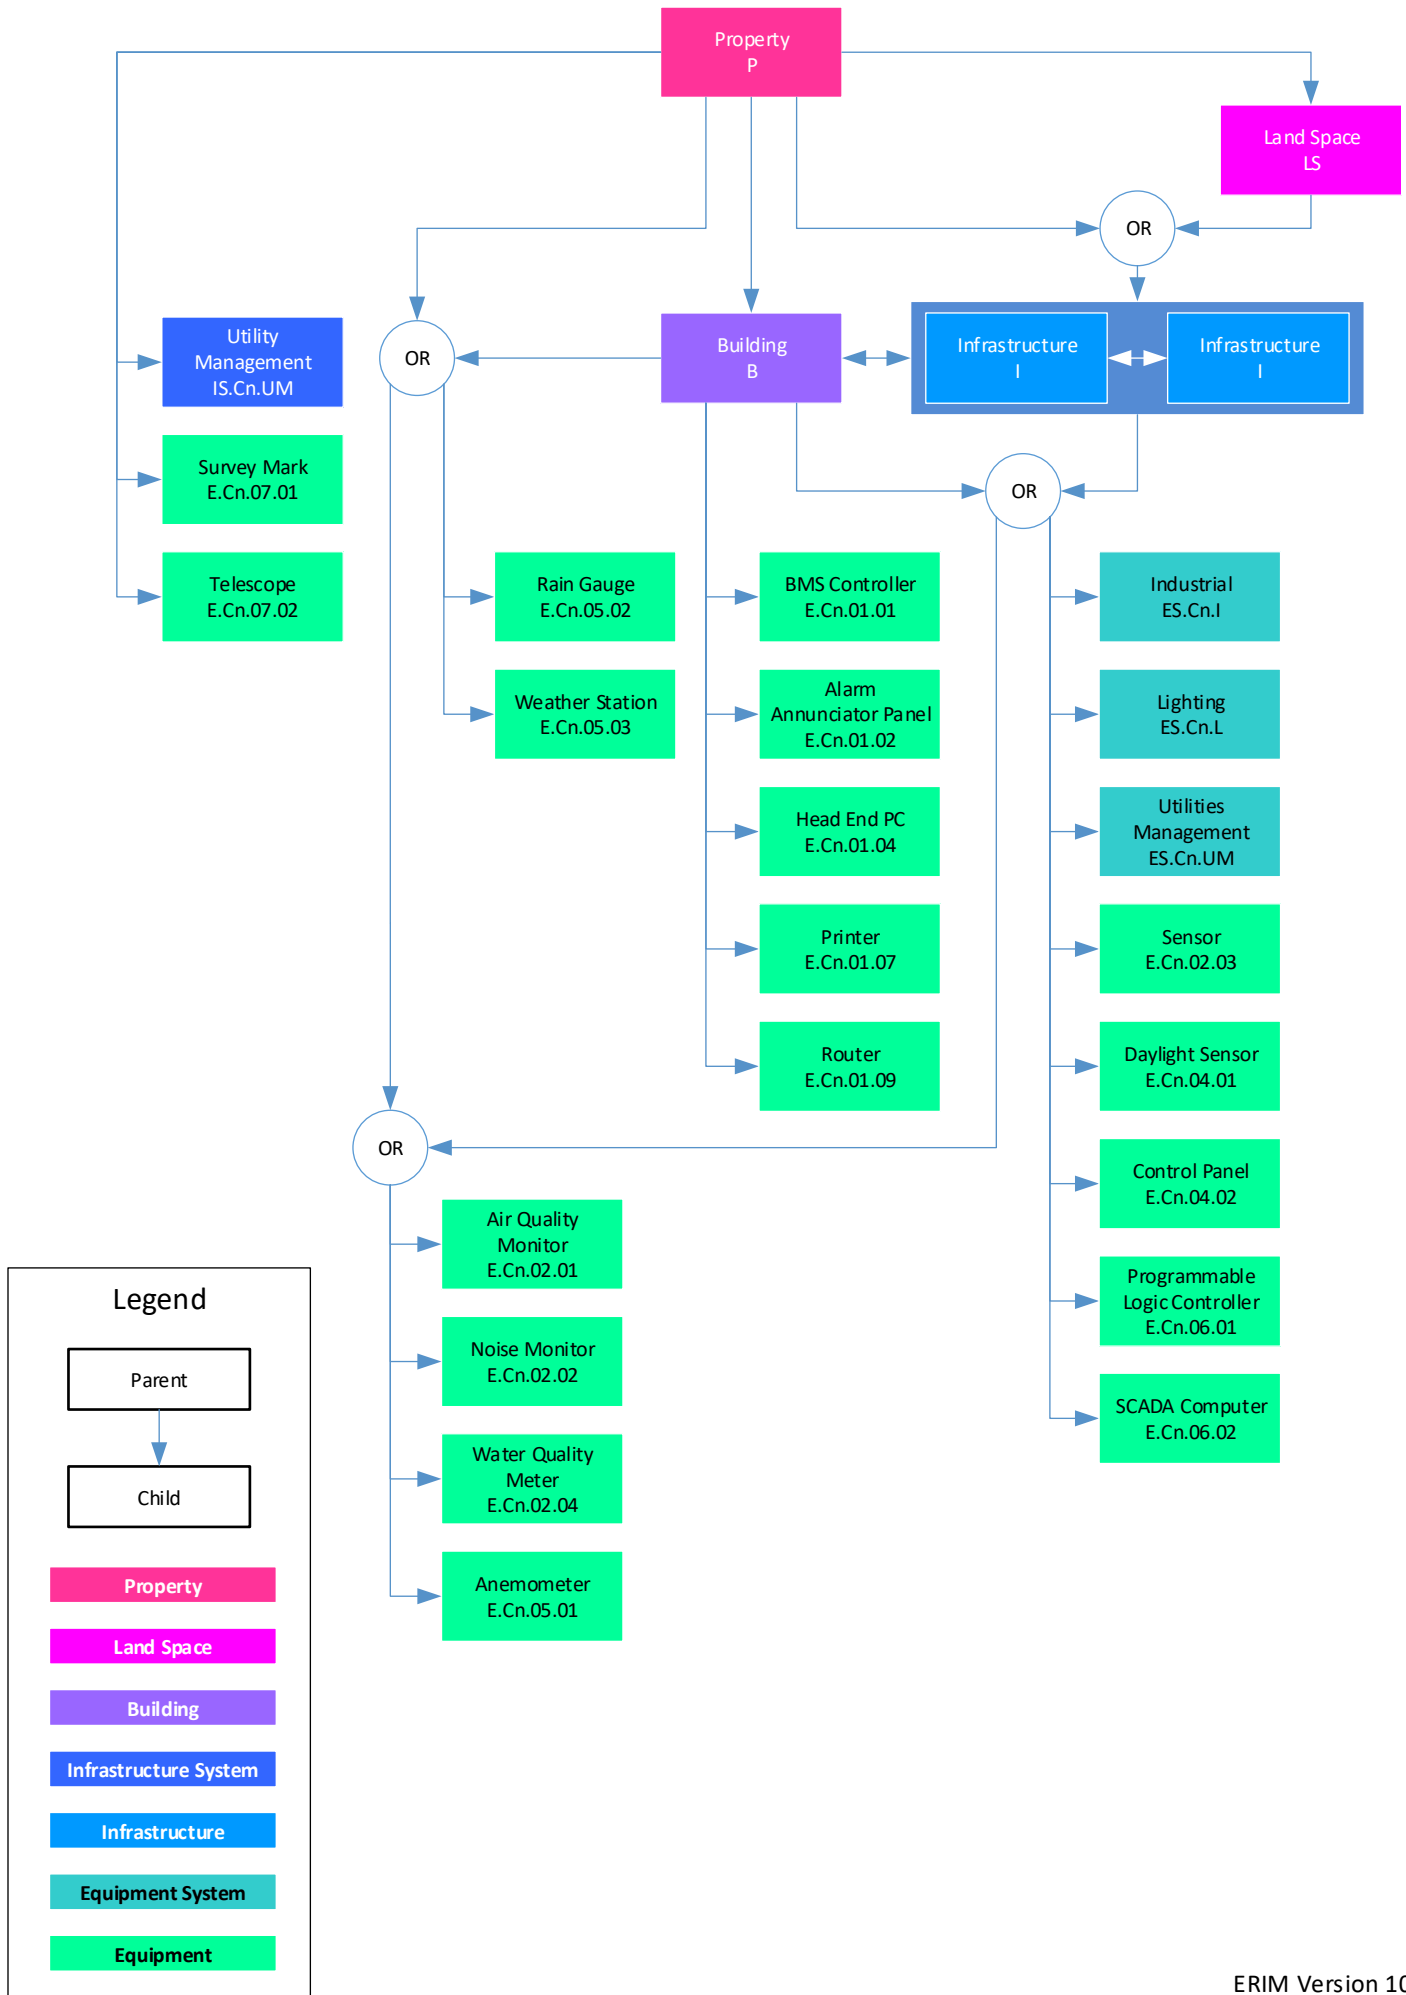 Property
P
Land Space
LS
OR
Utility
Management
IS.Cn.UM
OR
Building
B
Infrastructure
I
Infrastructure
I
Survey Mark
E.Cn.07.01
OR
Telescope
E.Cn.07.02
Rain Gauge
E.Cn.05.02
BMS Controller
E.Cn.01.01
Industrial
ES.Cn.I
Weather Station
E.Cn.05.03
Alarm
Annunciator Panel
E.Cn.01.02
Lighting
ES.Cn.L
Head End PC
E.Cn.01.04
Utilities
Management
ES.Cn.UM
Printer
E.Cn.01.07
Sensor
E.Cn.02.03
Router
E.Cn.01.09
Daylight Sensor
E.Cn.04.01
OR
Control Panel
E.Cn.04.02
Air Quality
Monitor
E.Cn.02.01
Programmable
Logic Controller
E.Cn.06.01
Noise Monitor
E.Cn.02.02
SCADA Computer
E.Cn.06.02
Water Quality
Meter
E.Cn.02.04
Anemometer
E.Cn.05.01
Legend
Parent
Child
Property
Land Space
Building
Infrastructure System
Infrastructure
Equipment System
Equipment
ERIM Version 10